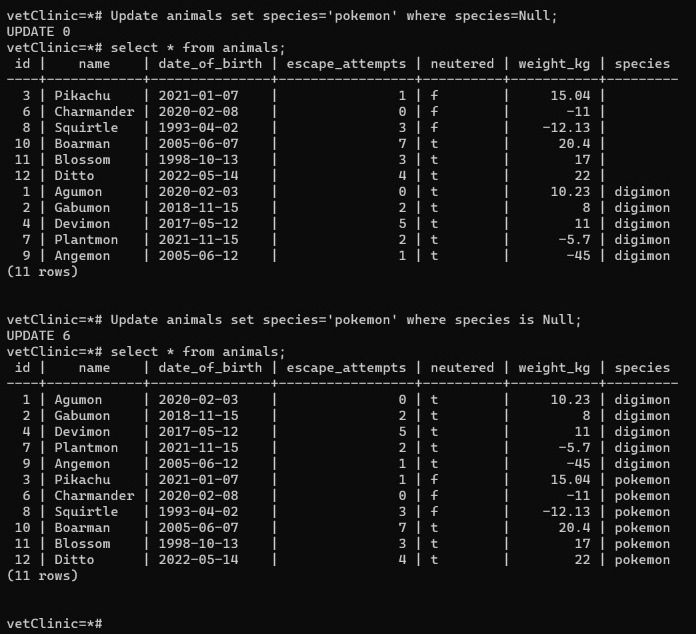 vetClinic=*# Update animals set species='pokemon' where species=Null;
UPDATE 0
vetClinic=*# select * from animals;
 id |    name    | date_of_birth | escape_attempts | neutered | weight_kg | species
----+------------+---------------+-----------------+----------+-----------+---------
  3 | Pikachu    | 2021-01-07    |               1 | f        |     15.04 |
  6 | Charmander | 2020-02-08    |               0 | f        |       -11 |
  8 | Squirtle   | 1993-04-02    |               3 | f        |    -12.13 |
 10 | Boarman    | 2005-06-07    |               7 | t        |      20.4 |
 11 | Blossom    | 1998-10-13    |               3 | t        |        17 |
 12 | Ditto      | 2022-05-14    |               4 | t        |        22 |
  1 | Agumon     | 2020-02-03    |               0 | t        |     10.23 | digimon
  2 | Gabumon    | 2018-11-15    |               2 | t        |         8 | digimon
  4 | Devimon    | 2017-05-12    |               5 | t        |        11 | digimon
  7 | Plantmon   | 2021-11-15    |               2 | t        |      -5.7 | digimon
  9 | Angemon    | 2005-06-12    |               1 | t        |       -45 | digimon
(11 rows)
vetClinic=*# Update animals set species='pokemon' where species is Null;
UPDATE 6
vetClinic=*# select * from animals;
 id |    name    | date_of_birth | escape_attempts | neutered | weight_kg | species
----+------------+---------------+-----------------+----------+-----------+---------
  1 | Agumon     | 2020-02-03    |               0 | t        |     10.23 | digimon
  2 | Gabumon    | 2018-11-15    |               2 | t        |         8 | digimon
  4 | Devimon    | 2017-05-12    |               5 | t        |        11 | digimon
  7 | Plantmon   | 2021-11-15    |               2 | t        |      -5.7 | digimon
  9 | Angemon    | 2005-06-12    |               1 | t        |       -45 | digimon
  3 | Pikachu    | 2021-01-07    |               1 | f        |     15.04 | pokemon
  6 | Charmander | 2020-02-08    |               0 | f        |       -11 | pokemon
  8 | Squirtle   | 1993-04-02    |               3 | f        |    -12.13 | pokemon
 10 | Boarman    | 2005-06-07    |               7 | t        |      20.4 | pokemon
 11 | Blossom    | 1998-10-13    |               3 | t        |        17 | pokemon
 12 | Ditto      | 2022-05-14    |               4 | t        |        22 | pokemon
(11 rows)
vetClinic=*#